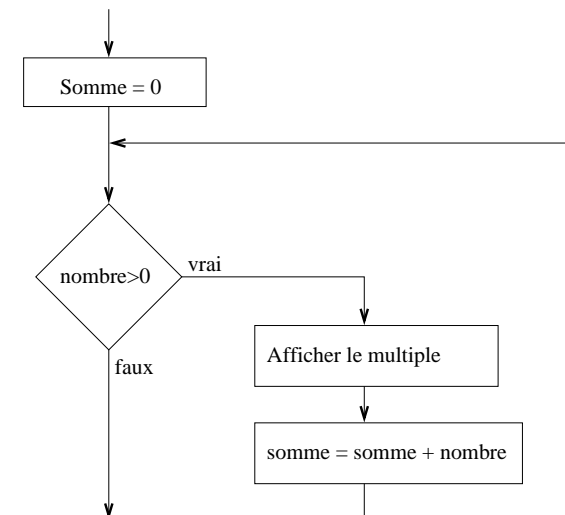 Somme = 0
nombre>0
vrai
faux
Afficher le multiple
somme = somme + nombre